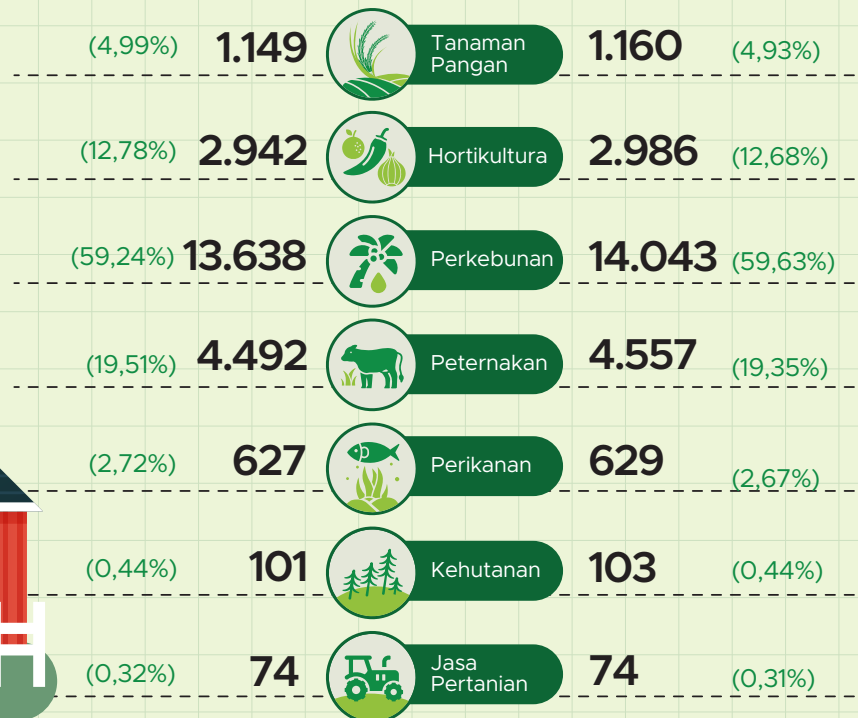 (4,99%) 1.149 Tanaman Pangan 1.160 (4,93%)
(12,78%) 2.942 Hortikultura 2.986 (12,68%)
(59,24%) 13.638 Perkebunan 14.043 (59,63%)
(19,51%) 4.492 Peternakan 4.557 (19,35%)
(2,72%) 627 Perikanan 629 (2,67%)
(0,44%) 101 Kehutanan 103 (0,44%)
(0,32%) 74 Jasa Pertanian 74 (0,31%)